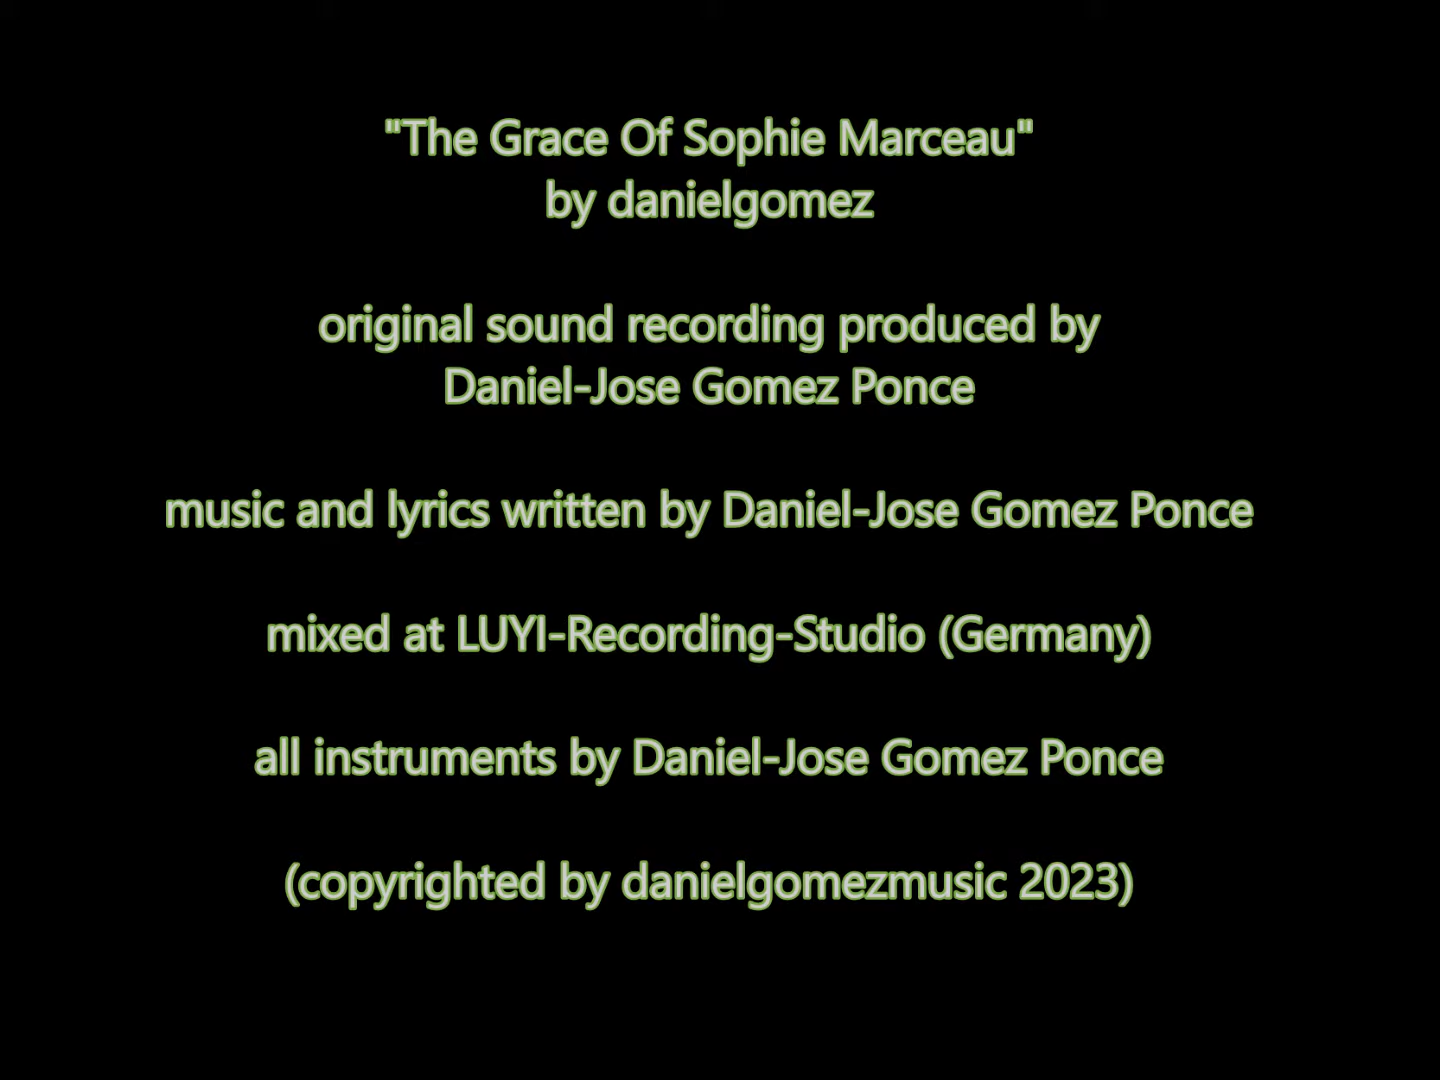 "The Grace Of Sophie Marceau"
by danielgomez
original sound recording produced by
Daniel-Jose Gomez Ponce
music and lyrics written by Daniel-Jose Gomez Ponce
mixed at LUYI-Recording-Studio (Germany)
all instruments by Daniel-Jose Gomez Ponce
(copyrighted by danielgomezmusic 2023)